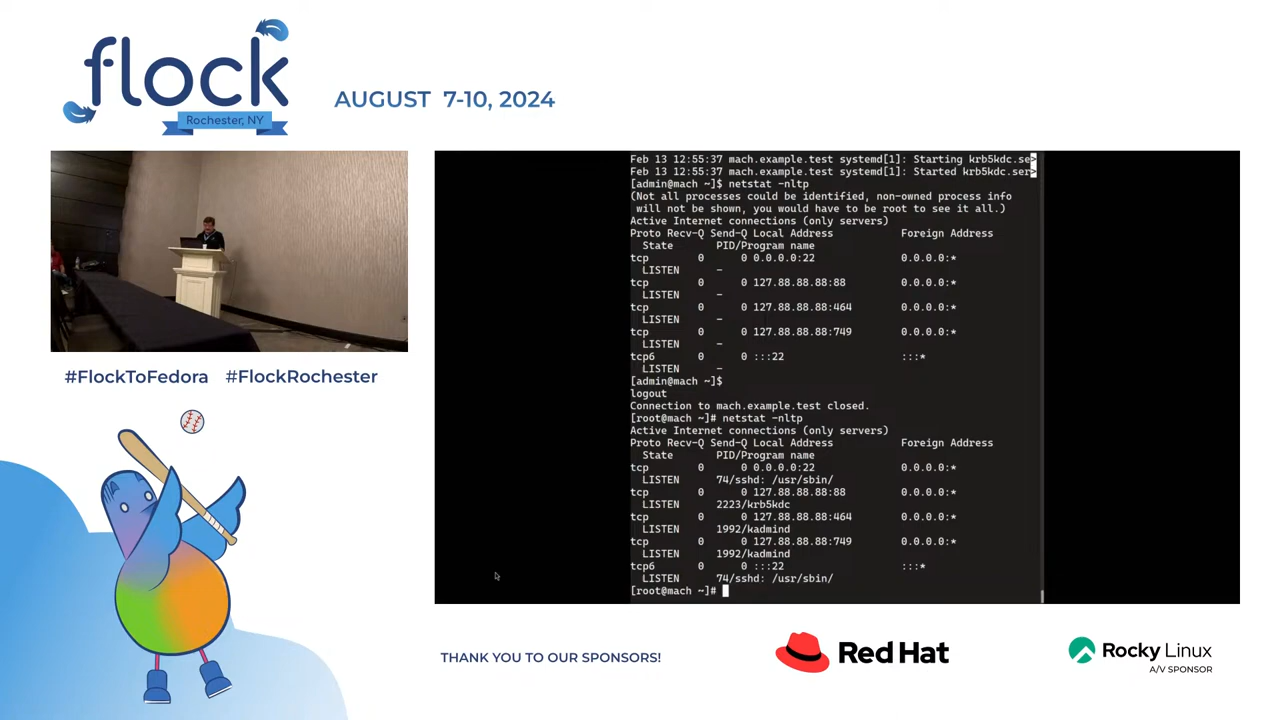 flock
Rochester, NY
AUGUST 7-10, 2024
Feb 13 12:55:37 mach.example.test systemd[1]: Starting krb5kdc.se>
Feb 13 12:55:37 mach.example.test systemd[1]: Started krb5kdc.ser>
[admin@mach ~]$ netstat -nltp
(Not all processes could be identified, non-owned process info
 will not be shown, you would have to be root to see it all.)
Active Internet connections (only servers)
Proto Recv-Q Send-Q Local Address           Foreign Address
  State       PID/Program name
tcp        0      0 0.0.0.0:22              0.0.0.0:*
  LISTEN      -
tcp        0      0 127.88.88.88:88         0.0.0.0:*
  LISTEN      -
tcp        0      0 127.88.88.88:464        0.0.0.0:*
  LISTEN      -
tcp        0      0 127.88.88.88:749        0.0.0.0:*
  LISTEN      -
tcp6       0      0 :::22                   :::*
  LISTEN      -
[admin@mach ~]$
logout
Connection to mach.example.test closed.
[root@mach ~]# netstat -nltp
Active Internet connections (only servers)
Proto Recv-Q Send-Q Local Address           Foreign Address
  State       PID/Program name
tcp        0      0 0.0.0.0:22              0.0.0.0:*
  LISTEN      74/sshd: /usr/sbin/
tcp        0      0 127.88.88.88:88         0.0.0.0:*
  LISTEN      2223/krb5kdc
tcp        0      0 127.88.88.88:464        0.0.0.0:*
  LISTEN      1992/kadmind
tcp        0      0 127.88.88.88:749        0.0.0.0:*
  LISTEN      1992/kadmind
tcp6       0      0 :::22                   :::*
  LISTEN      74/sshd: /usr/sbin/
[root@mach ~]#
#FlockToFedora #FlockRochester
THANK YOU TO OUR SPONSORS!
Red Hat
Rocky Linux
A/V SPONSOR